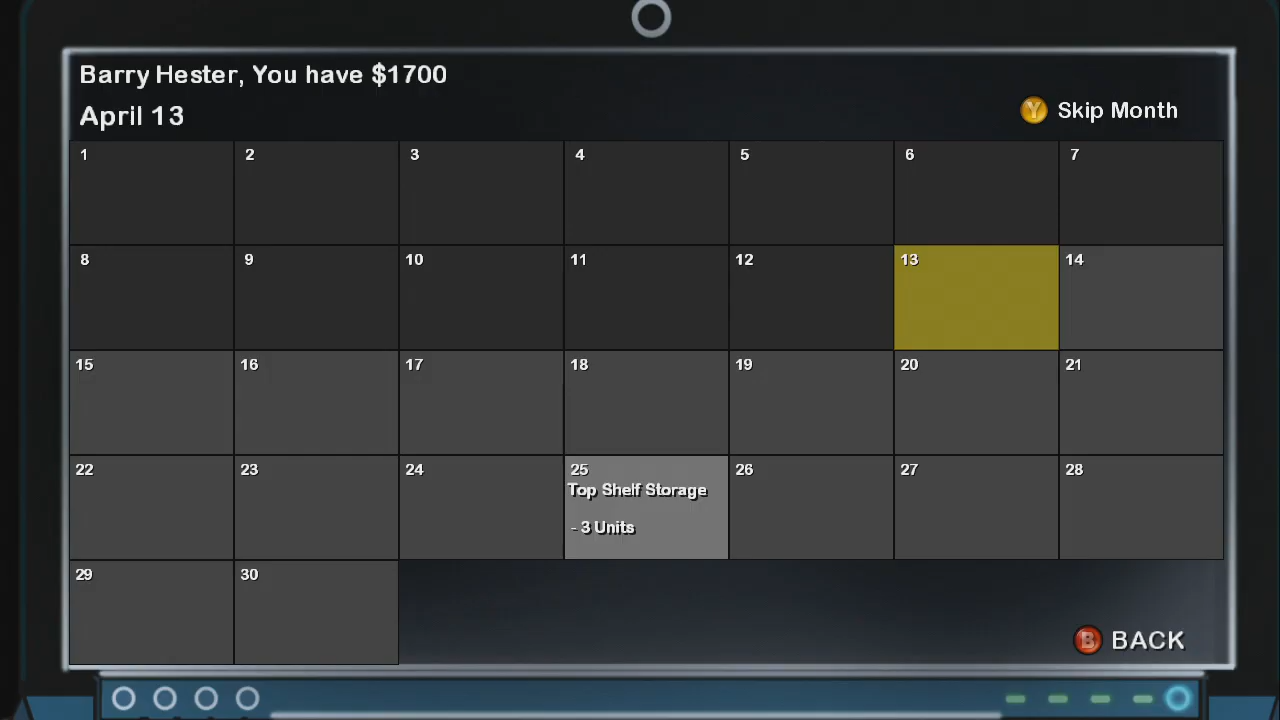 Barry Hester, You have $1700
April 13
Y Skip Month
1 2 3 4 5 6 7
8 9 10 11 12 13 14
15 16 17 18 19 20 21
22 23 24 25 26 27 28
Top Shelf Storage
- 3 Units
29 30
B BACK